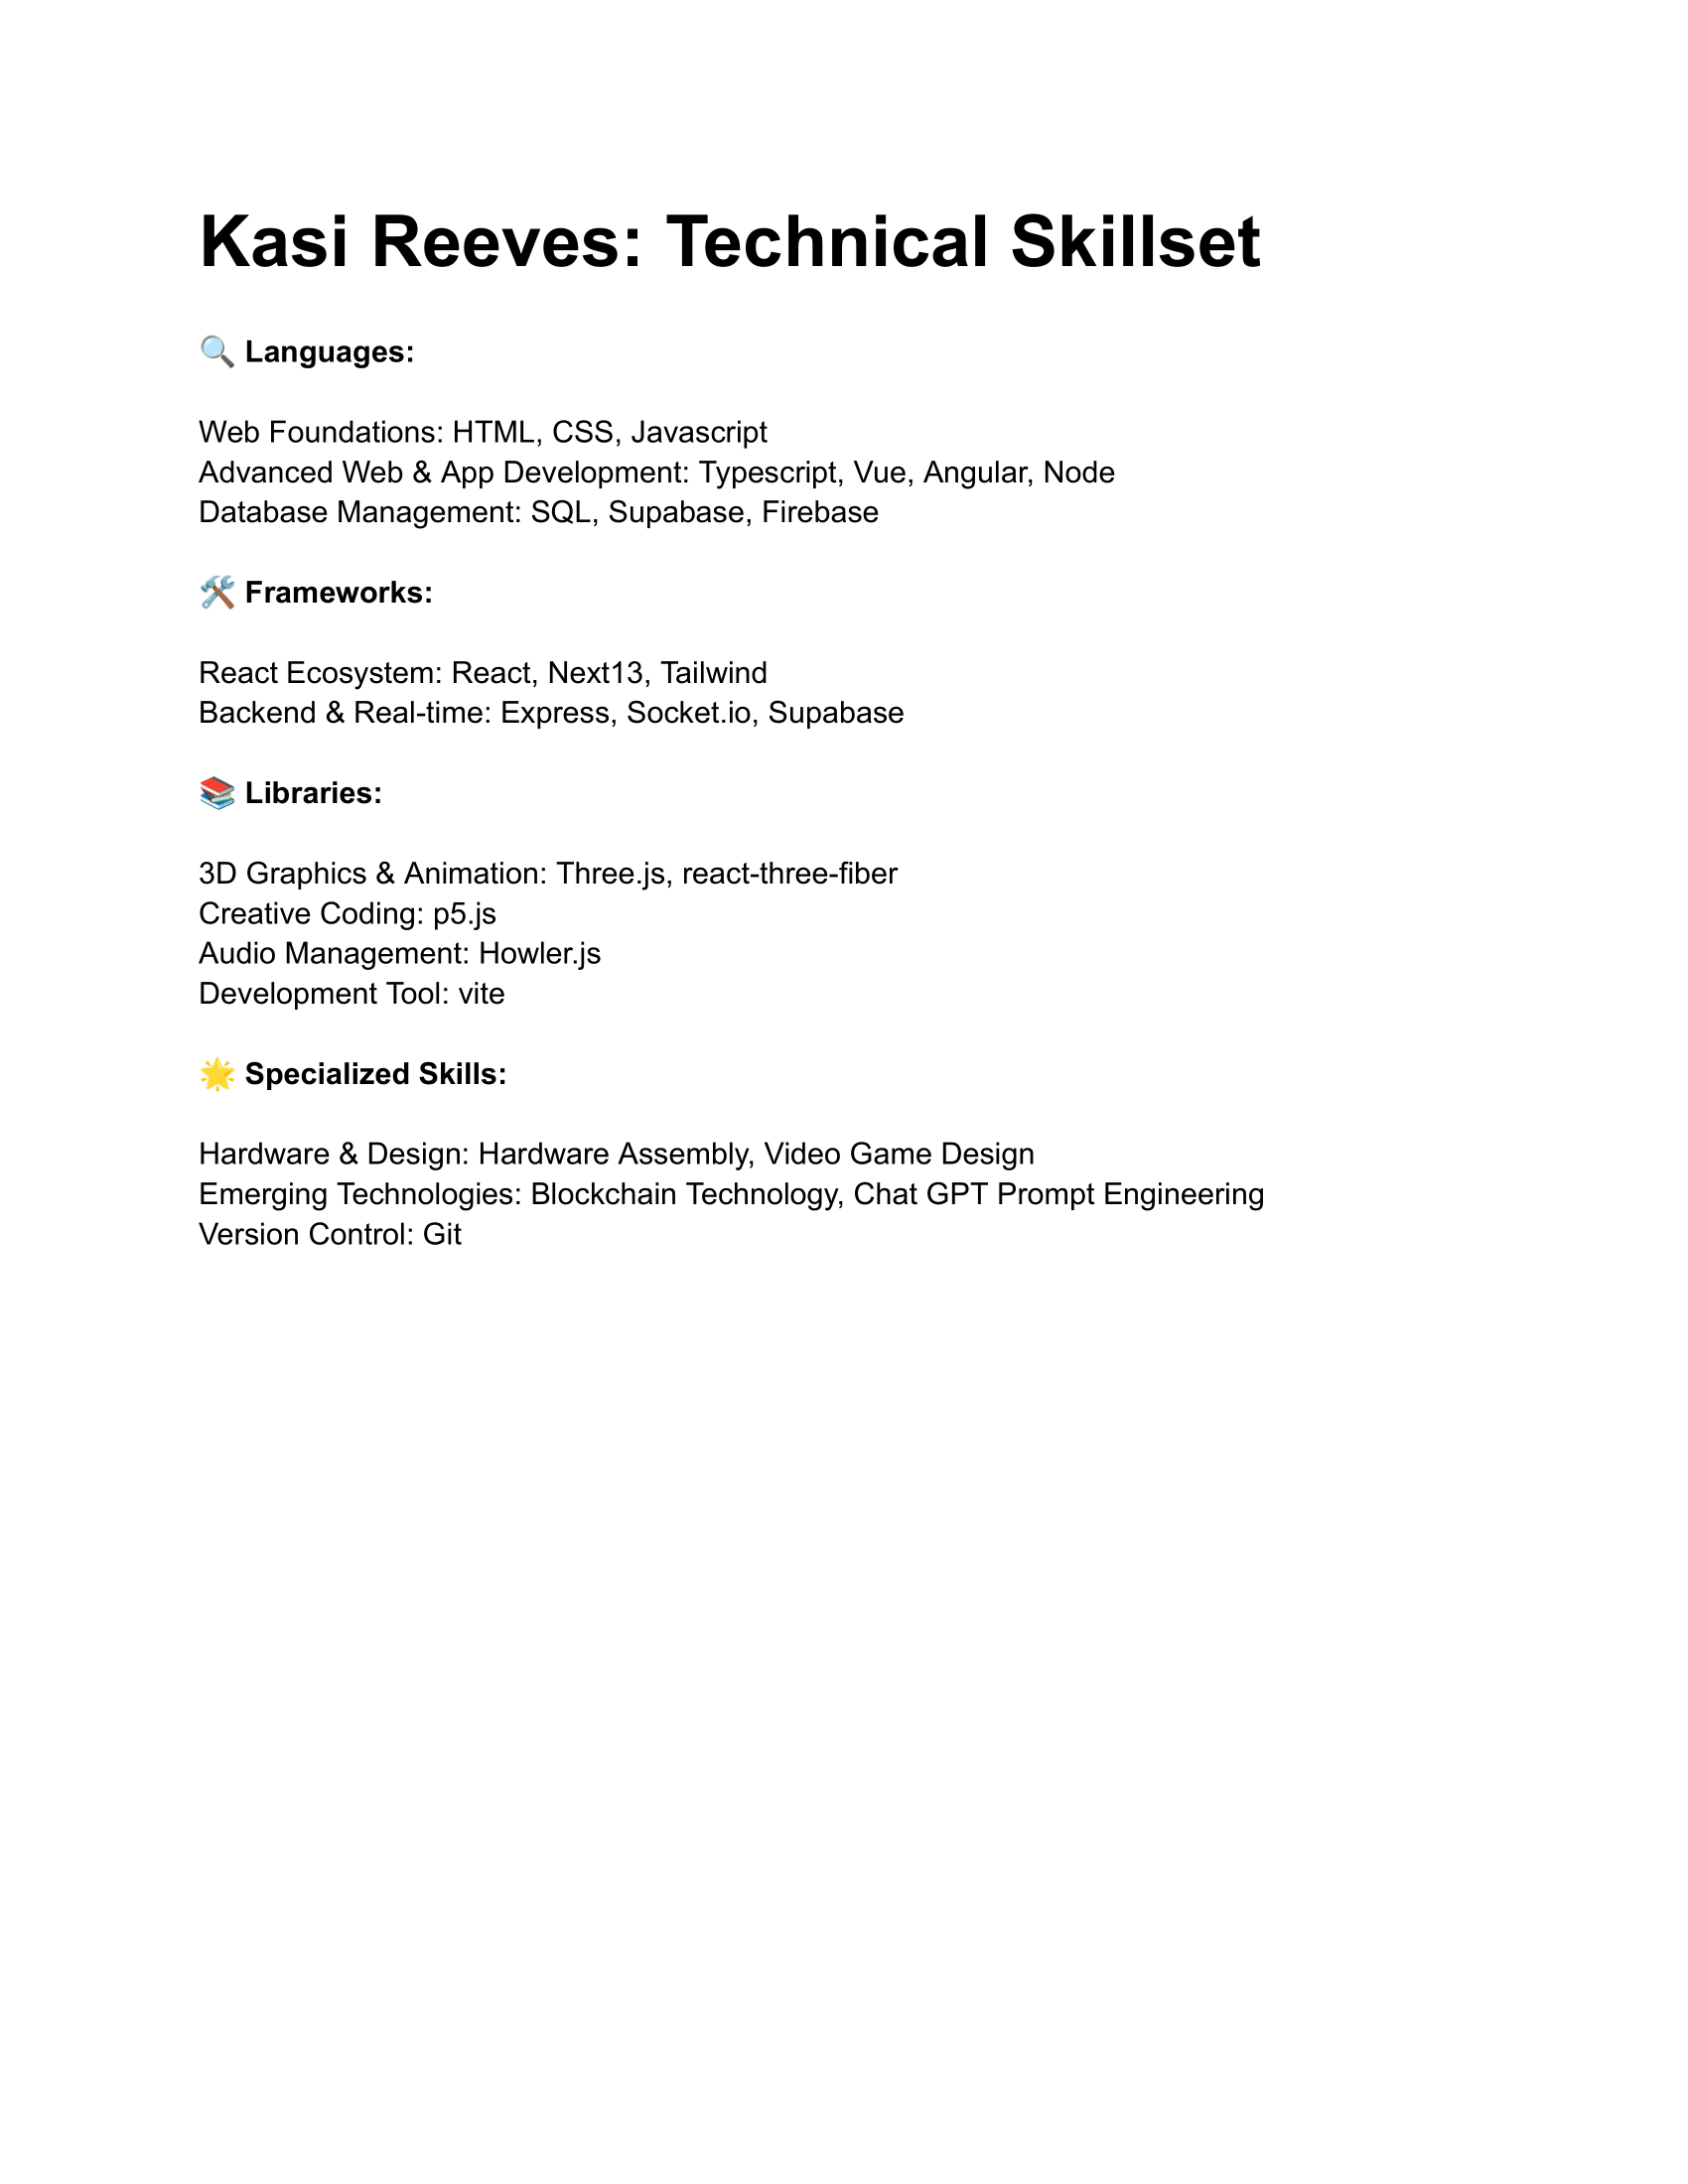 Kasi Reeves: Technical Skillset
🔍 Languages:
Web Foundations: HTML, CSS, Javascript
Advanced Web & App Development: Typescript, Vue, Angular, Node
Database Management: SQL, Supabase, Firebase
🛠️ Frameworks:
React Ecosystem: React, Next13, Tailwind
Backend & Real-time: Express, Socket.io, Supabase
📚 Libraries:
3D Graphics & Animation: Three.js, react-three-fiber
Creative Coding: p5.js
Audio Management: Howler.js
Development Tool: vite
🌟 Specialized Skills:
Hardware & Design: Hardware Assembly, Video Game Design
Emerging Technologies: Blockchain Technology, Chat GPT Prompt Engineering
Version Control: Git